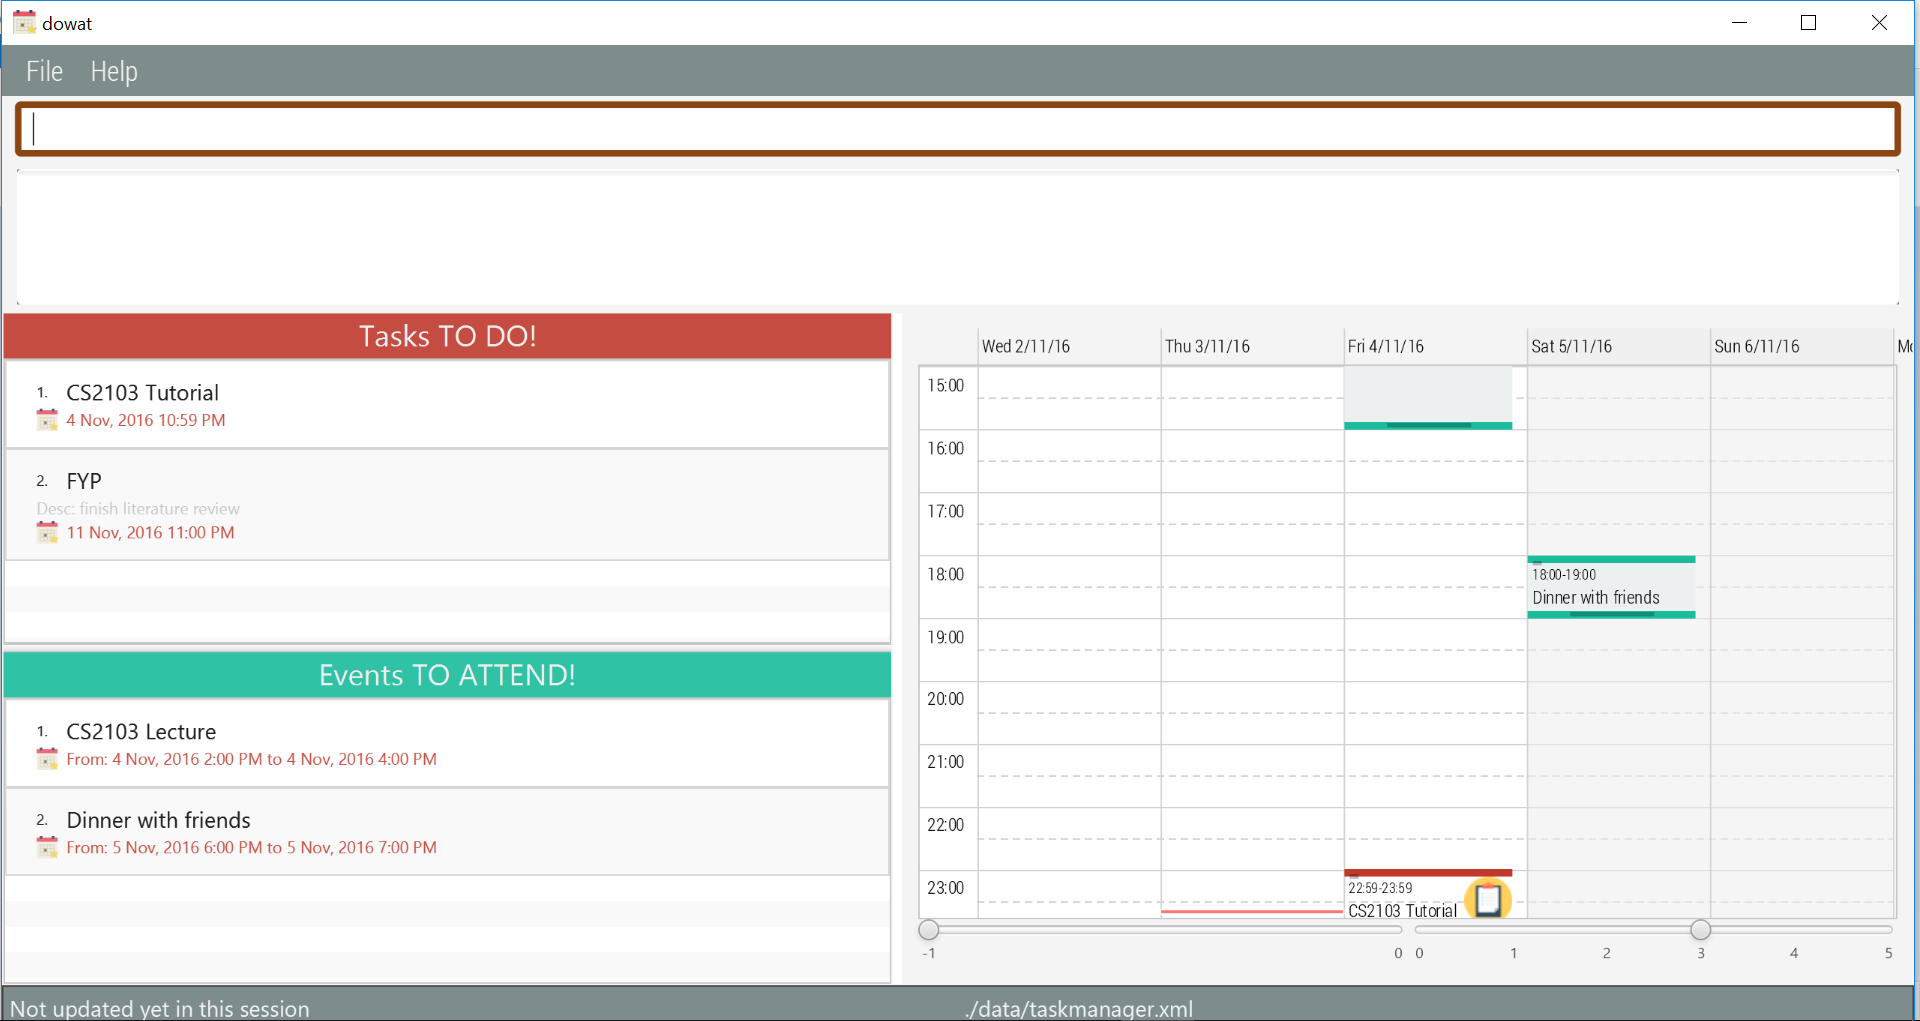 dowat
File Help
Tasks TO DO!
1. CS2103 Tutorial
4 Nov, 2016 10:59 PM
2. FYP
Desc: finish literature review
11 Nov, 2016 11:00 PM
Events TO ATTEND!
1. CS2103 Lecture
From: 4 Nov, 2016 2:00 PM to 4 Nov, 2016 4:00 PM
2. Dinner with friends
From: 5 Nov, 2016 6:00 PM to 5 Nov, 2016 7:00 PM
Wed 2/11/16 Thu 3/11/16 Fri 4/11/16 Sat 5/11/16 Sun 6/11/16
15:00
16:00
17:00
18:00
18:00-19:00
Dinner with friends
19:00
20:00
21:00
22:00
23:00
22:59-23:59
CS2103 Tutorial
-1 0 0 1 2 3 4 5
Not updated yet in this session ./data/taskmanager.xml